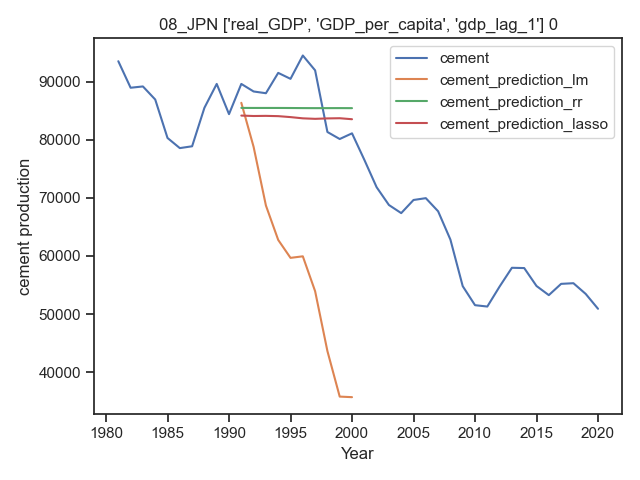 08_JPN ['real_GDP', 'GDP_per_capita', 'gdp_lag_1'] 0
cement
cement_prediction_lm
cement_prediction_rr
cement_prediction_lasso
90000
80000
70000
60000
50000
40000
cement production
1980 1985 1990 1995 2000 2005 2010 2015 2020
Year